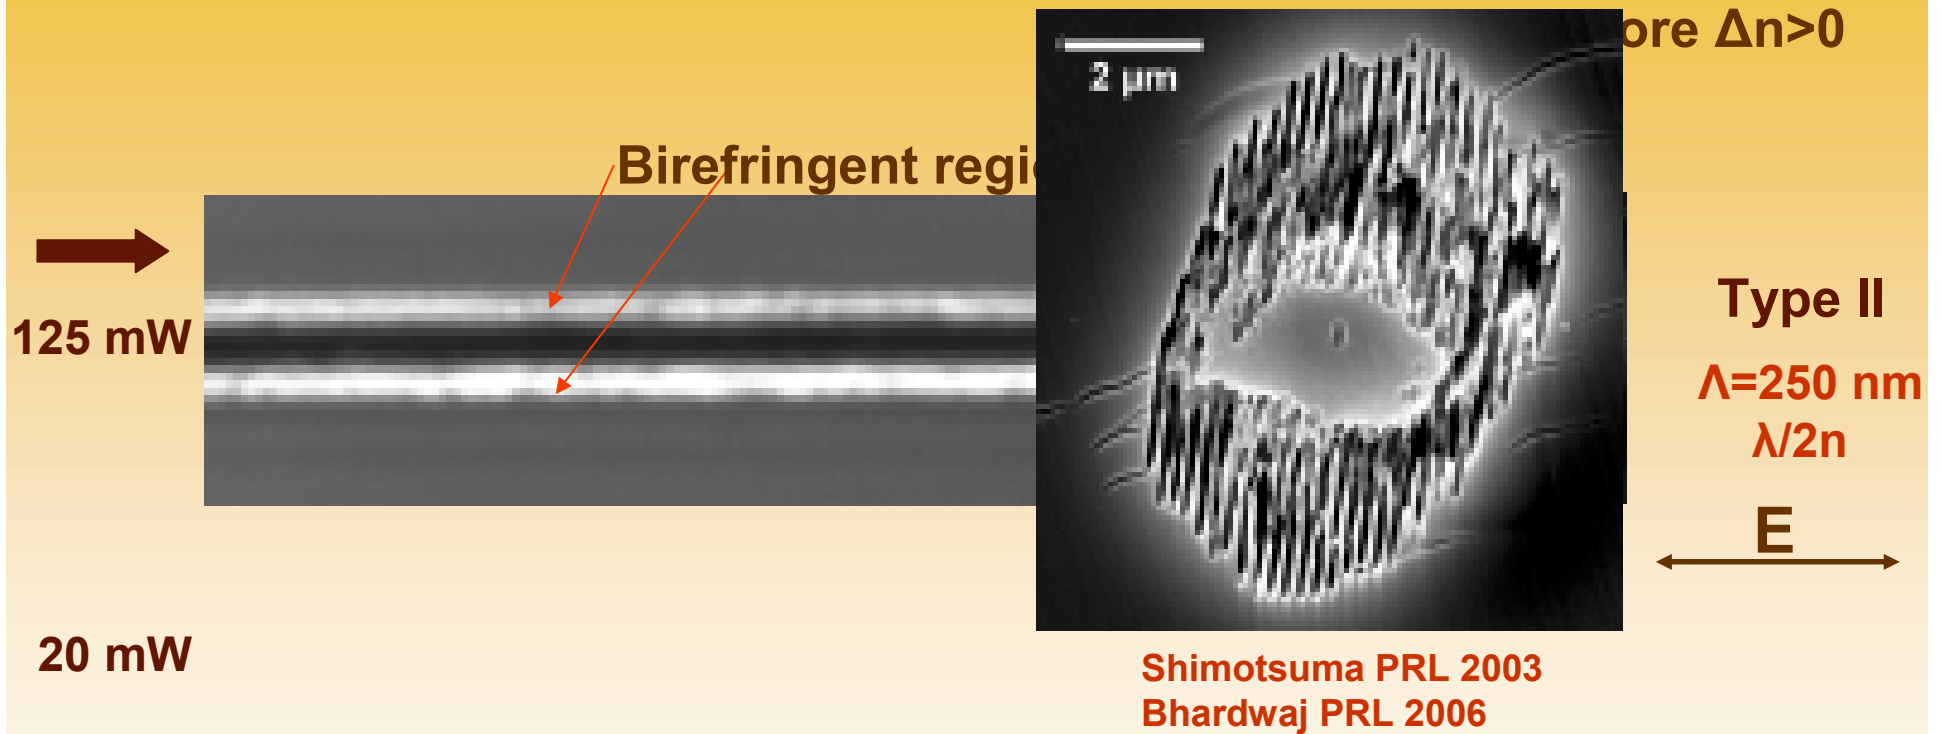 ore Δn>0
2 μm
Birefringent regi
125 mW
Type II
Λ=250 nm
λ/2n
E
20 mW
Shimotsuma PRL 2003
Bhardwaj PRL 2006